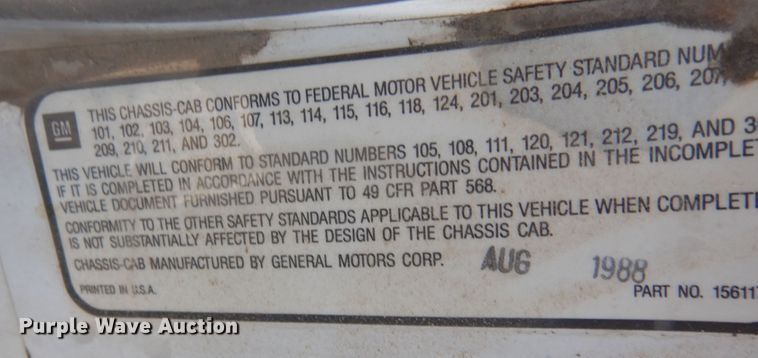 GM
THIS CHASSIS-CAB CONFORMS TO FEDERAL MOTOR VEHICLE SAFETY STANDARD NUM
101, 102, 103, 104, 106, 107, 113, 114, 115, 116, 118, 124, 201, 203, 204, 205, 206, 207,
209, 210, 211, AND 302.
THIS VEHICLE WILL CONFORM TO STANDARD NUMBERS 105, 108, 111, 120, 121, 212, 219, AND 3
IF IT IS COMPLETED IN ACCORDANCE WITH THE INSTRUCTIONS CONTAINED IN THE INCOMPLET
VEHICLE DOCUMENT FURNISHED PURSUANT TO 49 CFR PART 568.
CONFORMITY TO THE OTHER SAFETY STANDARDS APPLICABLE TO THIS VEHICLE WHEN COMPLETE
IS NOT SUBSTANTIALLY AFFECTED BY THE DESIGN OF THE CHASSIS CAB.
CHASSIS-CAB MANUFACTURED BY GENERAL MOTORS CORP. AUG 1988
PRINTED IN U.S.A. PART NO. 156117
Purple Wave Auction